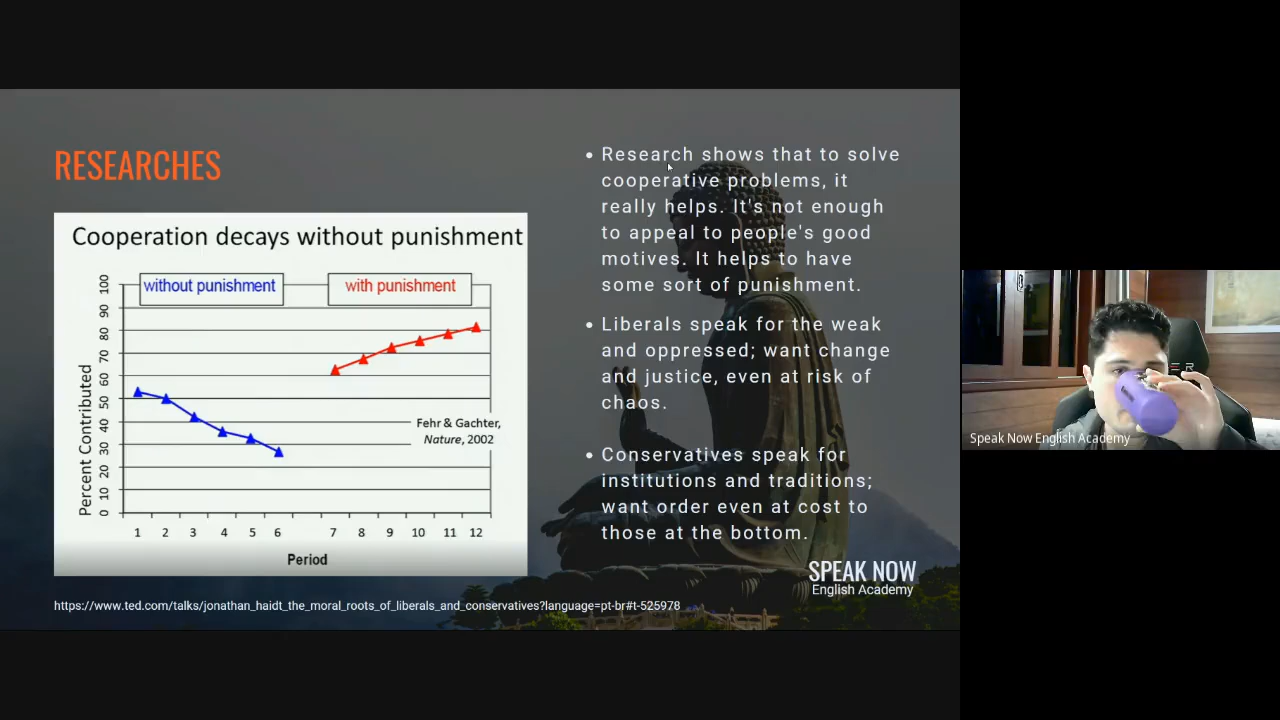 RESEARCHES
Cooperation decays without punishment
without punishment
with punishment
100
90
80
70
60
50
40
30
20
10
0
Percent Contributed
Fehr & Gachter,
Nature, 2002
1 2 3 4 5 6 7 8 9 10 11 12
Period
• Research shows that to solve
cooperative problems, it
really helps. It's not enough
to appeal to people's good
motives. It helps to have
some sort of punishment.
• Liberals speak for the weak
and oppressed; want change
and justice, even at risk of
chaos.
• Conservatives speak for
institutions and traditions;
want order even at cost to
those at the bottom.
SPEAK NOW
English Academy
https://www.ted.com/talks/jonathan_haidt_the_moral_roots_of_liberals_and_conservatives?language=pt-br#t-525978
Speak Now English Academy